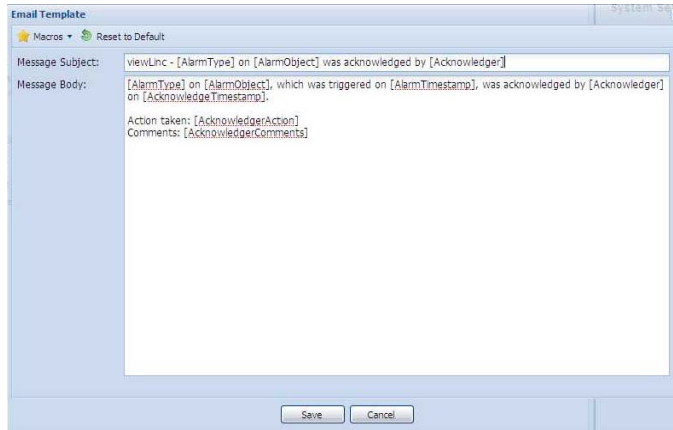 System Se
Email Template
Macros Reset to Default
Message Subject: viewLinc - [AlarmType] on [AlarmObject] was acknowledged by [Acknowledger]
Message Body: [AlarmType] on [AlarmObject], which was triggered on [AlarmTimestamp], was acknowledged by [Acknowledger]
on [AcknowledgeTimestamp].
Action taken: [AcknowledgerAction]
Comments: [AcknowledgerComments]
Save Cancel